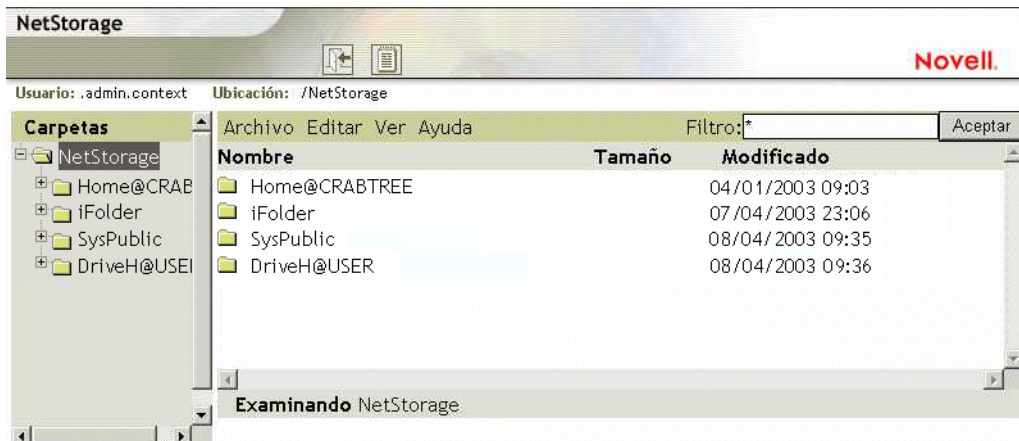 NetStorage
Novell.
Usuario: .admin.context Ubicación: /NetStorage
Carpetas
NetStorage
Home@CRAB
iFolder
SysPublic
DriveH@USE
Archivo Editar Ver Ayuda Filtro:* Aceptar
Nombre Tamaño Modificado
Home@CRABTREE 04/01/2003 09:03
iFolder 07/04/2003 23:06
SysPublic 08/04/2003 09:35
DriveH@USER 08/04/2003 09:36
Examinando NetStorage